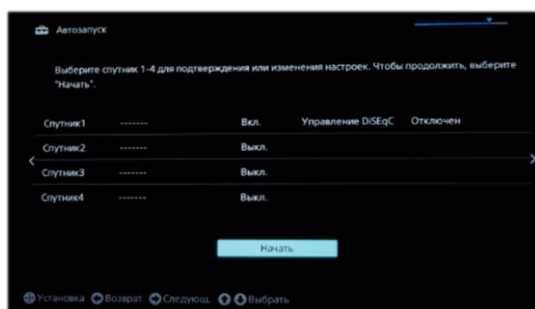 Автозапуск
Выберите спутник 1-4 для подтверждения или изменения настроек. Чтобы продолжить, выберите
"Начать".
Спутник1 ------- Вкл. Управление DiSEqC Отключен
Спутник2 ------- Выкл.
Спутник3 ------- Выкл.
Спутник4 ------- Выкл.
Начать
Установка Возврат Следующ. Выбрать